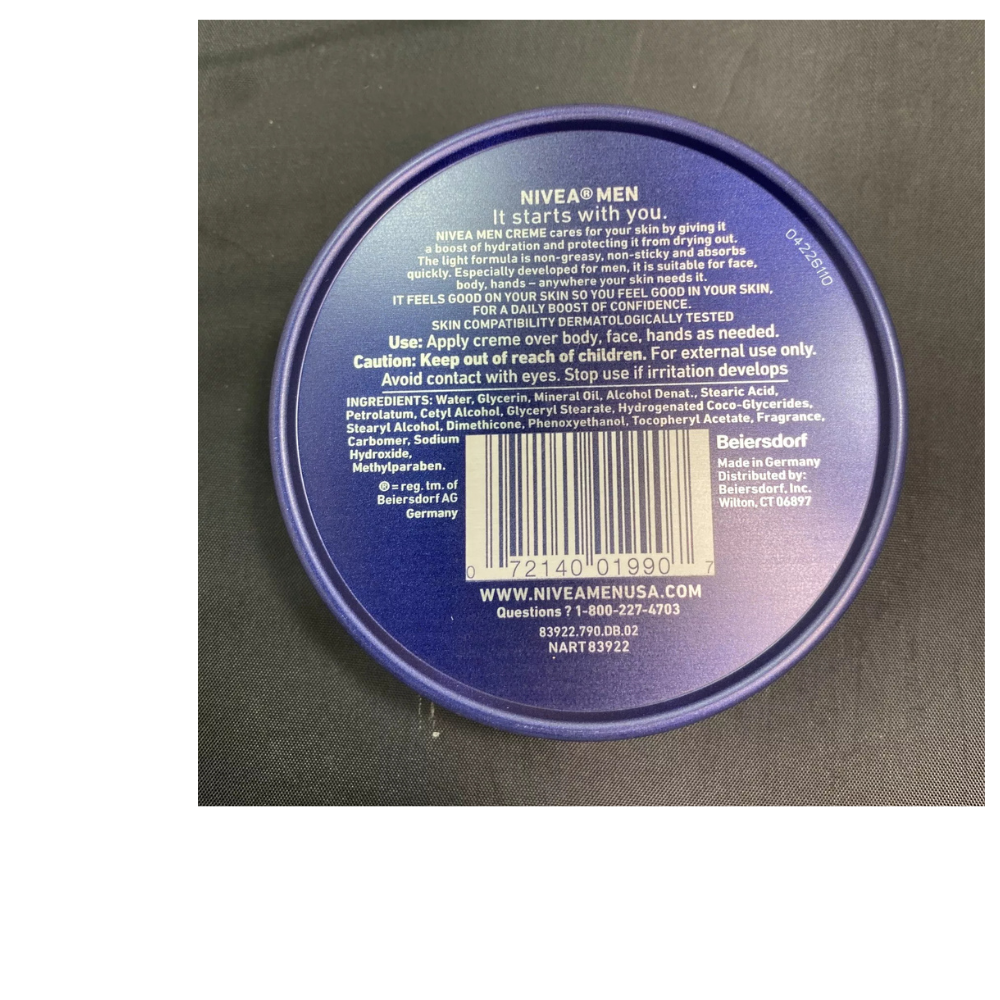 NIVEA® MEN
It starts with you.
NIVEA MEN CREME cares for your skin by giving it
a boost of hydration and protecting it from drying out.
The light formula is non-greasy, non-sticky and absorbs
quickly. Especially developed for men, it is suitable for face,
body, hands – anywhere your skin needs it.
IT FEELS GOOD ON YOUR SKIN SO YOU FEEL GOOD IN YOUR SKIN,
FOR A DAILY BOOST OF CONFIDENCE.
SKIN COMPATIBILITY DERMATOLOGICALLY TESTED
Use: Apply creme over body, face, hands as needed.
Caution: Keep out of reach of children. For external use only.
Avoid contact with eyes. Stop use if irritation develops
INGREDIENTS: Water, Glycerin, Mineral Oil, Alcohol Denat., Stearic Acid,
Petrolatum, Cetyl Alcohol, Glyceryl Stearate, Hydrogenated Coco-Glycerides,
Stearyl Alcohol, Dimethicone, Phenoxyethanol, Tocopheryl Acetate, Fragrance,
Carbomer, Sodium
Hydroxide,
Methylparaben.
® = reg. tm. of
Beiersdorf AG
Germany
Beiersdorf
Made in Germany
Distributed by:
Beiersdorf, Inc.
Wilton, CT 06897
0 72140 01990 7
WWW.NIVEAMENUSA.COM
Questions ? 1-800-227-4703
83922.790.DB.02
NART 83922
04226110